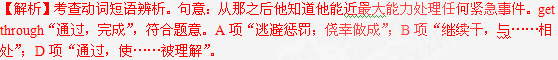 【解析】考查动词短语辨析。句意：从那之后他知道他能近最大能力处理任何紧急事件。get
through“通过，完成”，符合题意。A 项“逃避惩罚；侥幸做成”；B 项“继续干，与……相
处”；D 项“通过，使……被理解”。